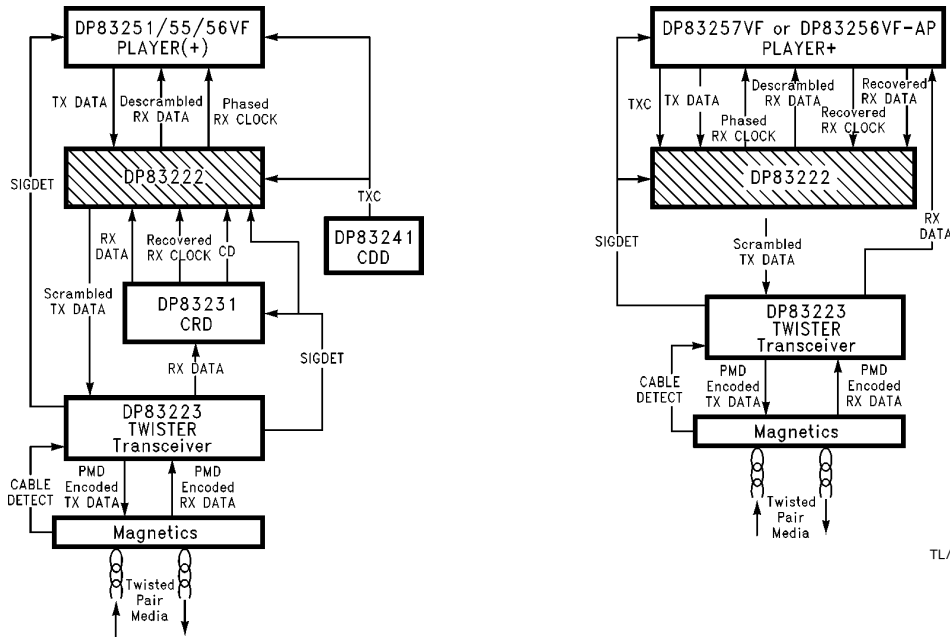 DP83251/55/56VF
PLAYER(+)
TX DATA
Descrambled
RX DATA
Phased
RX CLOCK
SIGDET
DP83222
TXC
DP83241
CDD
RX
DATA
Recovered
RX CLOCK
CD
Scrambled
TX DATA
DP83231
CRD
SIGDET
RX DATA
DP83223
TWISTER
Transceiver
CABLE
DETECT
PMD
Encoded
TX DATA
PMD
Encoded
RX DATA
Magnetics
Twisted
Pair
Media
DP83257VF or DP83256VF-AP
PLAYER+
TXC
TX DATA
Phased
RX CLOCK
Descrambled
RX DATA
Recovered
RX CLOCK
Recovered
RX DATA
DP83222
SIGDET
RX
DATA
Scrambled
TX DATA
DP83223
TWISTER
Transceiver
CABLE
DETECT
PMD
Encoded
TX DATA
PMD
Encoded
RX DATA
Magnetics
Twisted
Pair
Media
TL/